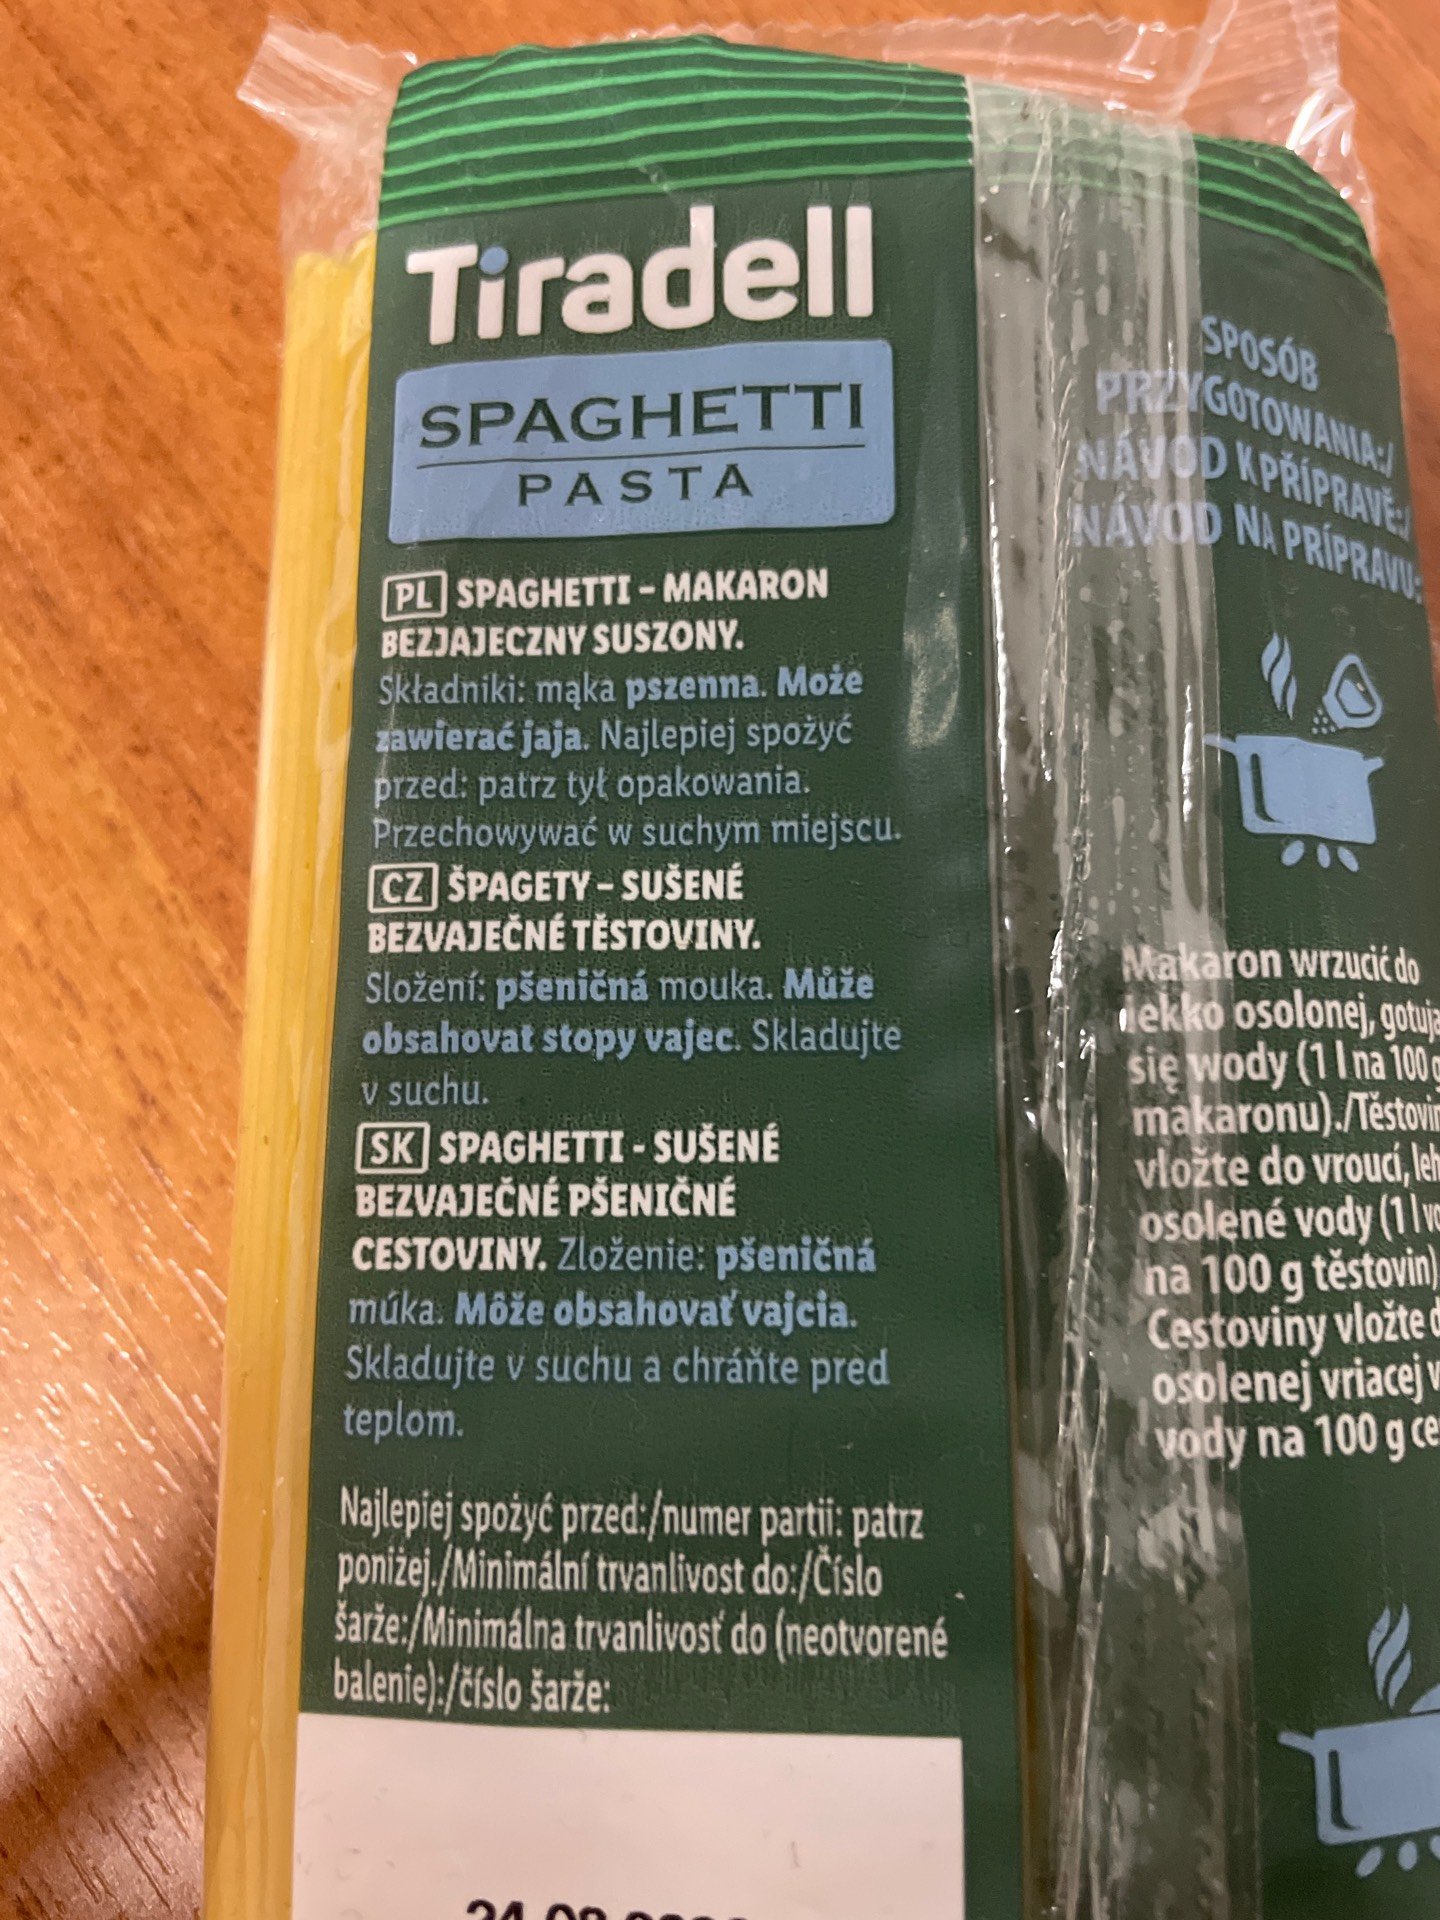 Tiradell
SPAGHETTI
PASTA
PL SPAGHETTI – MAKARON
BEZJAJECZNY SUSZONY.
Składniki: mąka pszenna. Może
zawierać jaja. Najlepiej spożyć
przed: patrz tył opakowania.
Przechowywać w suchym miejscu.
CZ ŠPAGETY – SUŠENÉ
BEZVAJEČNÉ TĚSTOVINY.
Složení: pšeničná mouka. Může
obsahovat stopy vajec. Skladujte
v suchu.
SK SPAGHETTI - SUŠENÉ
BEZVAJEČNÉ PŠENIČNÉ
CESTOVINY. Zloženie: pšeničná
múka. Môže obsahovať vajcia.
Skladujte v suchu a chráňte pred
teplom.
Najlepiej spożyć przed:/numer partii: patrz
poniżej./Minimální trvanlivost do:/Číslo
šarže:/Minimálna trvanlivosť do (neotvorené
balenie):/číslo šarže:
SPOSÓB
PRZYGOTOWANIA:/
NÁVOD K PŘÍPRAVĚ:/
NÁVOD NA PRÍPRAVU:
Makaron wrzucić do
lekko osolonej, gotuja
się wody (1 l na 100 g
makaronu)./Těstovin
vložte do vroucí, leh
osolené vody (1 l vo
na 100 g těstovin)
Cestoviny vložte d
osolenej vriacej v
vody na 100 g ce